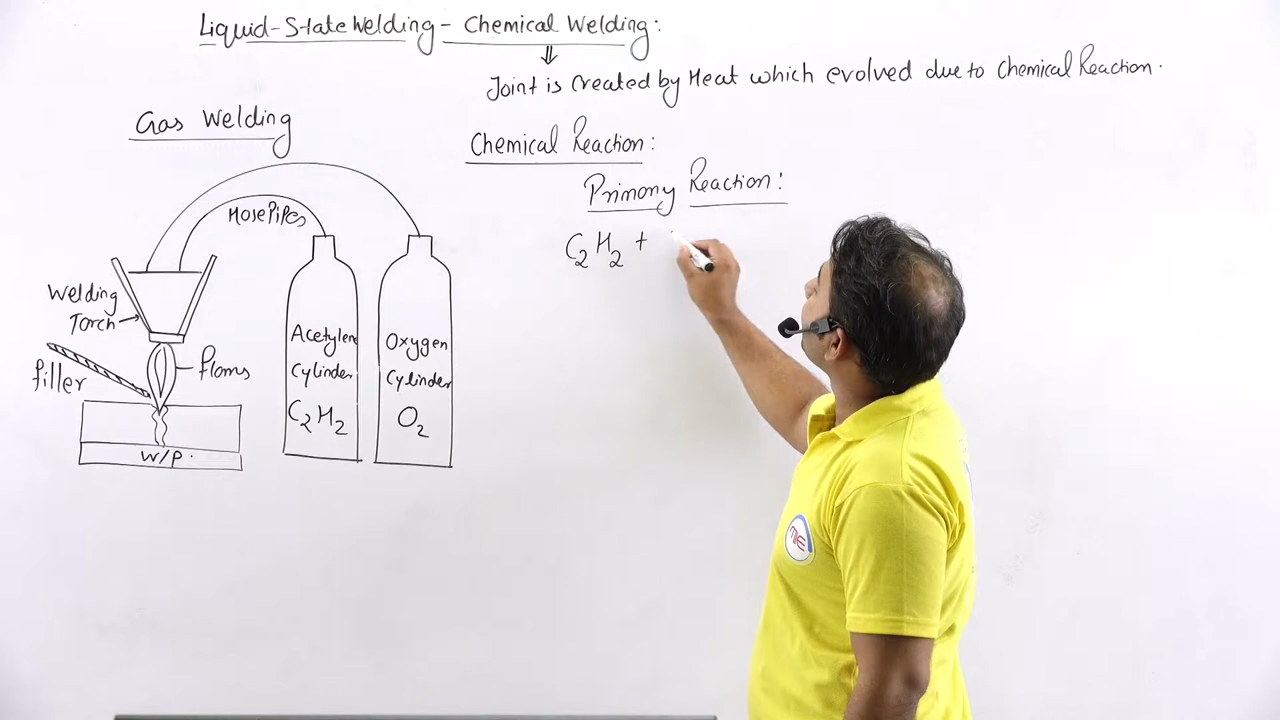 Liquid-State Welding - Chemical Welding:
⇓
Joint is created by Heat which evolved due to Chemical Reaction.
Gas Welding
Chemical Reaction:
Primary Reaction:
C2H2 +
HosePipes
Welding
Torch
filler
flame
W/P.
Acetylene
Cylinder
C2H2
Oxygen
Cylinder
O2